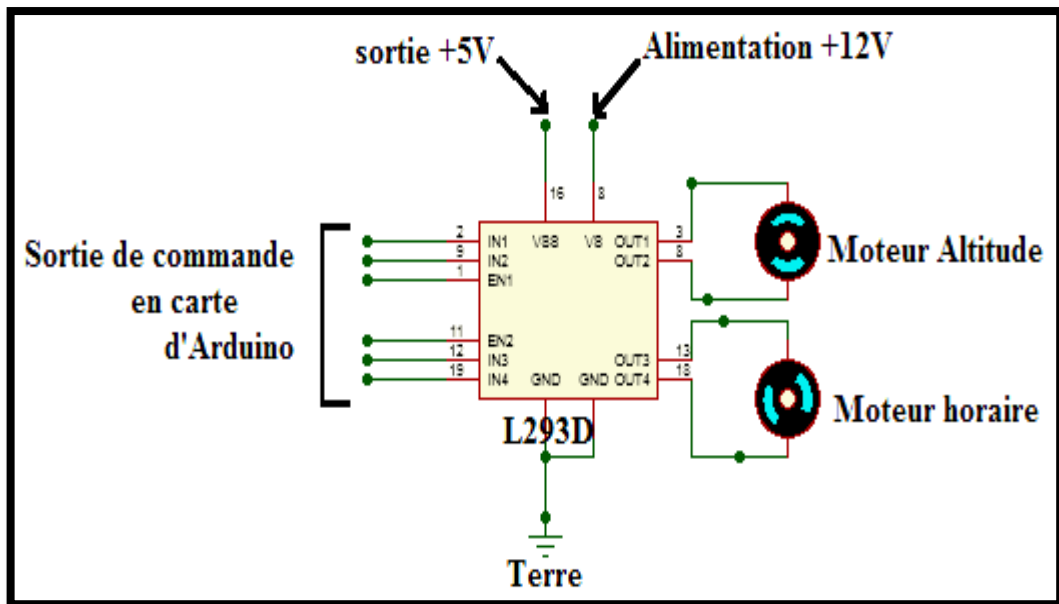 sortie +5V
Alimentation +12V
16
8
2
IN1
VSS
VS
OUT1
3
9
IN2
OUT2
8
1
EN1
Sortie de commande
en carte
d'Arduino
Moteur Altitude
11
EN2
12
IN3
OUT3
13
19
IN4
GND
GND
OUT4
18
Moteur horaire
L293D
Terre